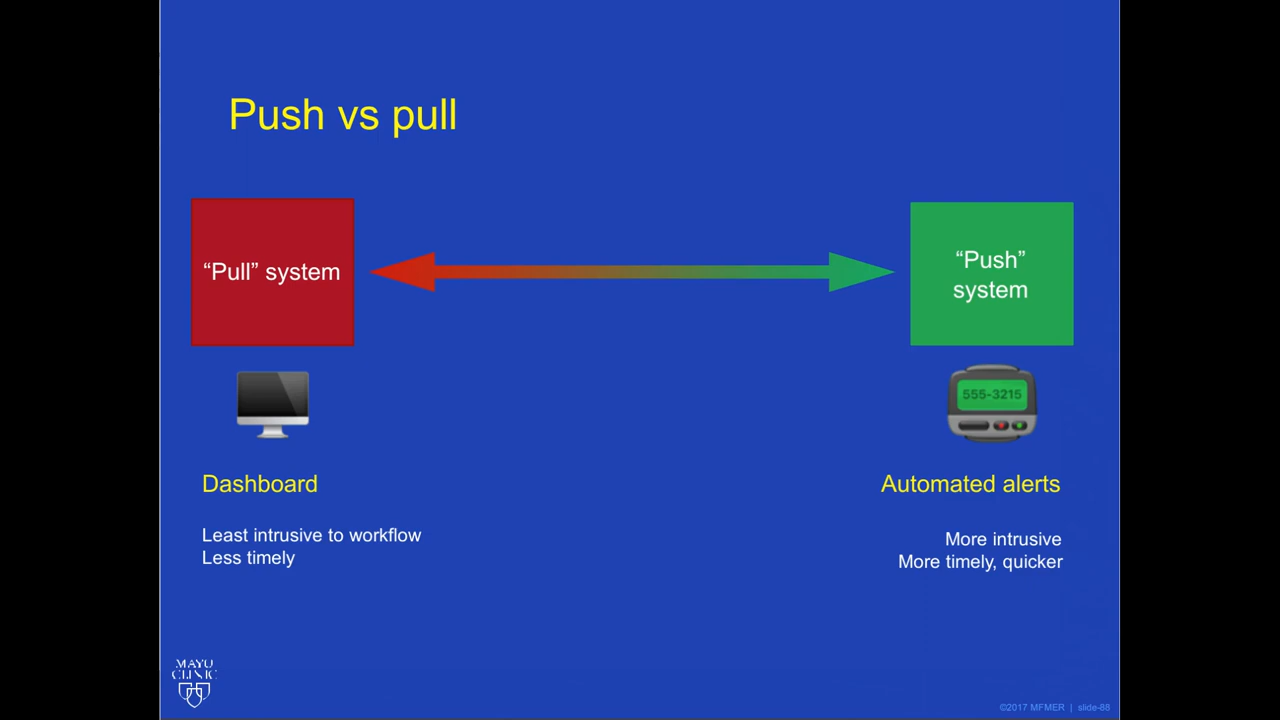 Push vs pull
“Pull” system
“Push”
system
555-3215
Dashboard
Automated alerts
Least intrusive to workflow
Less timely
More intrusive
More timely, quicker
MAYO
CLINIC
©2017 MFMER | slide-88